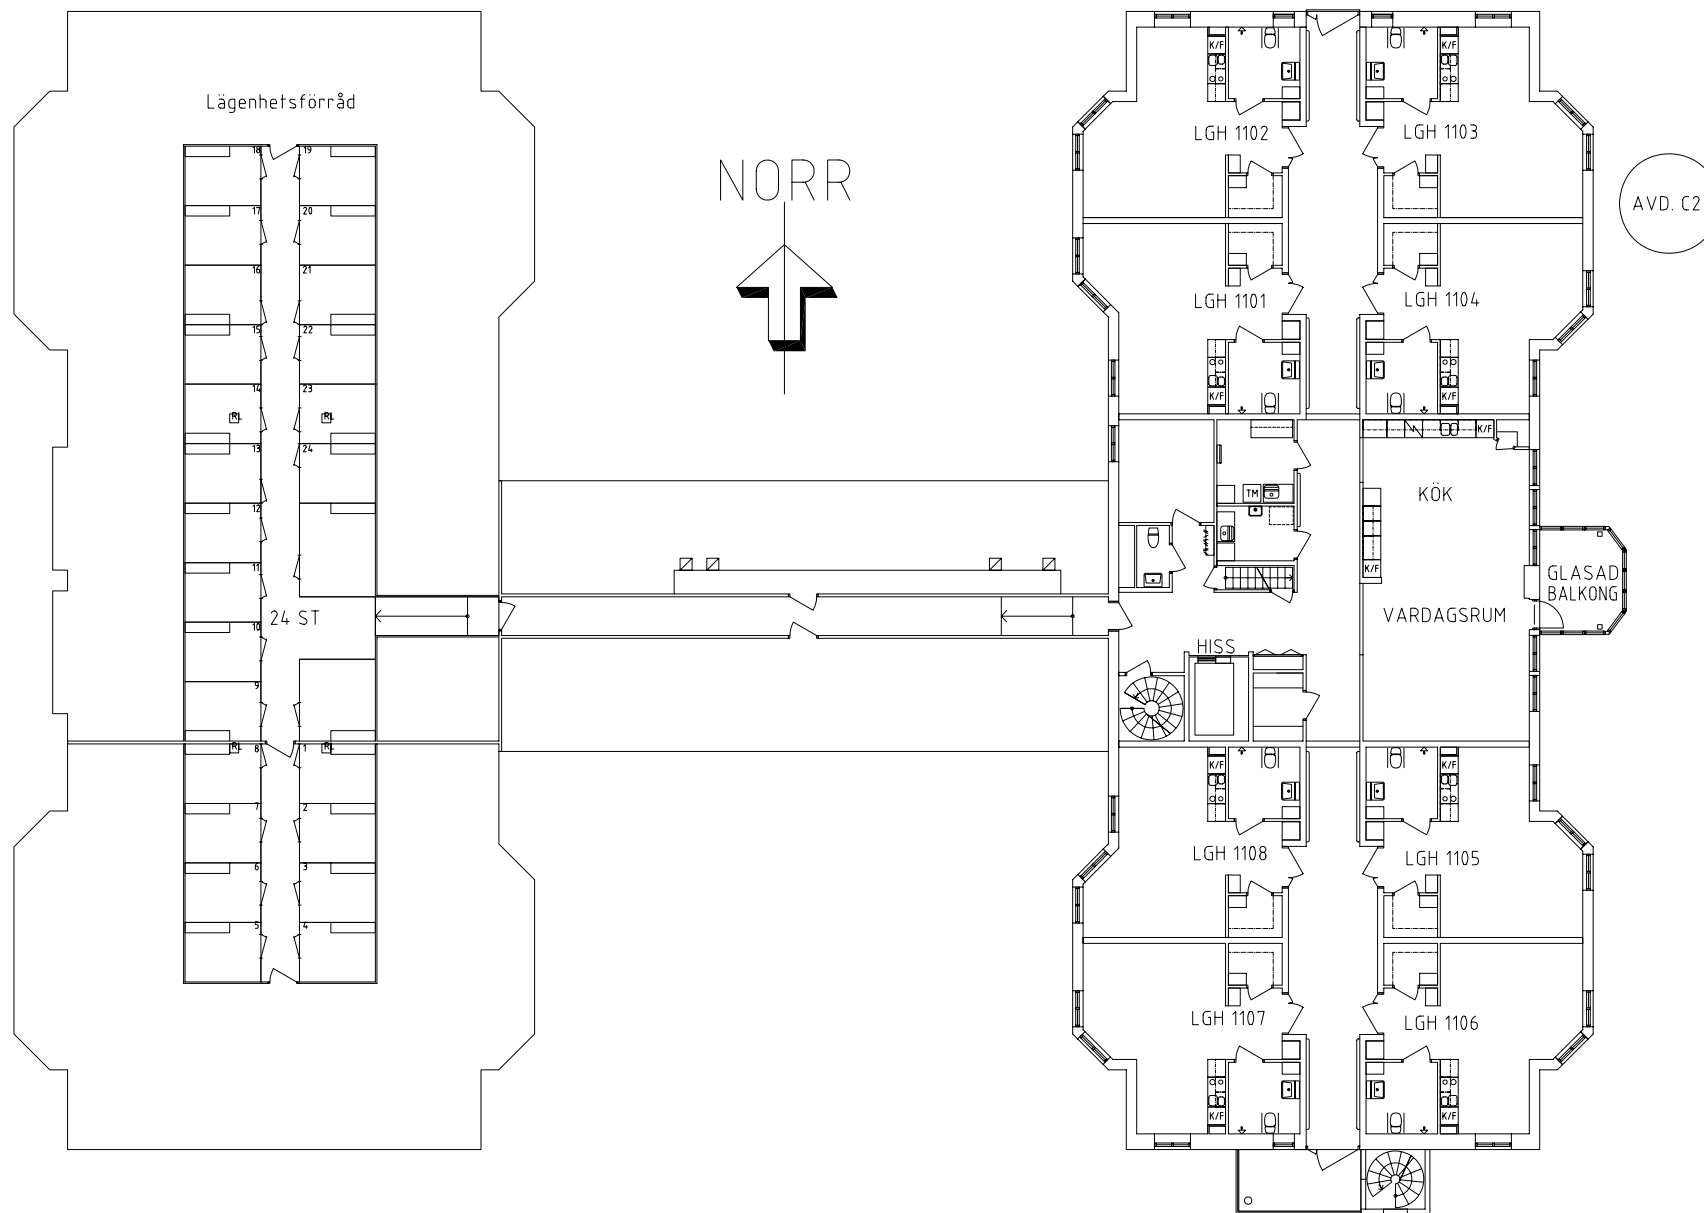 K/F
K/F
Lägenhetsförråd
LGH 1102
LGH 1103
18
19
NORR
AVD. C2
17
20
16
21
LGH 1101
LGH 1104
15
22
14
23
K/F
K/F
RL
RL
K/F
13
24
KÖK
TM
12
11
K/F
GLASAD
BALKONG
24 ST
VARDAGSRUM
10
HISS
9
RL
RL
8
1
K/F
K/F
7
2
LGH 1108
LGH 1105
6
3
5
4
LGH 1107
LGH 1106
K/F
K/F